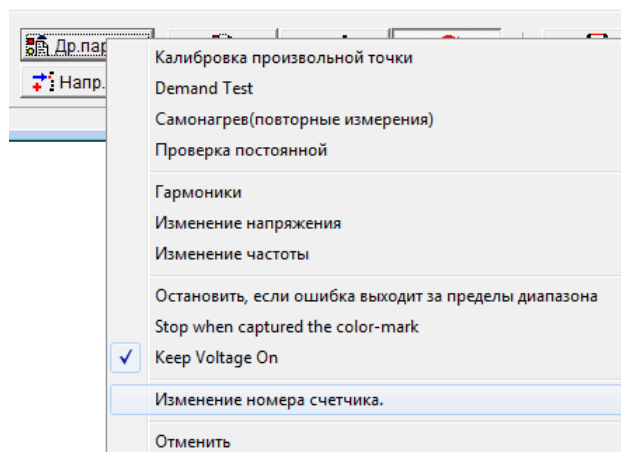 Др.пар
Напр.
Калибровка произвольной точки
Demand Test
Самонагрев(повторные измерения)
Проверка постоянной
Гармоники
Изменение напряжения
Изменение частоты
Остановить, если ошибка выходит за пределы диапазона
Stop when captured the color-mark
Keep Voltage On
Изменение номера счетчика.
Отменить